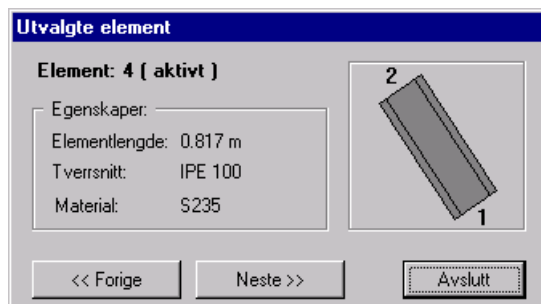 Utvalgte element
Element: 4 ( aktivt )
2
Egenskaper:
Elementlengde: 0.817 m
Tverrsnitt: IPE 100
Material: S235
1
<< Forige
Neste >>
Avslutt